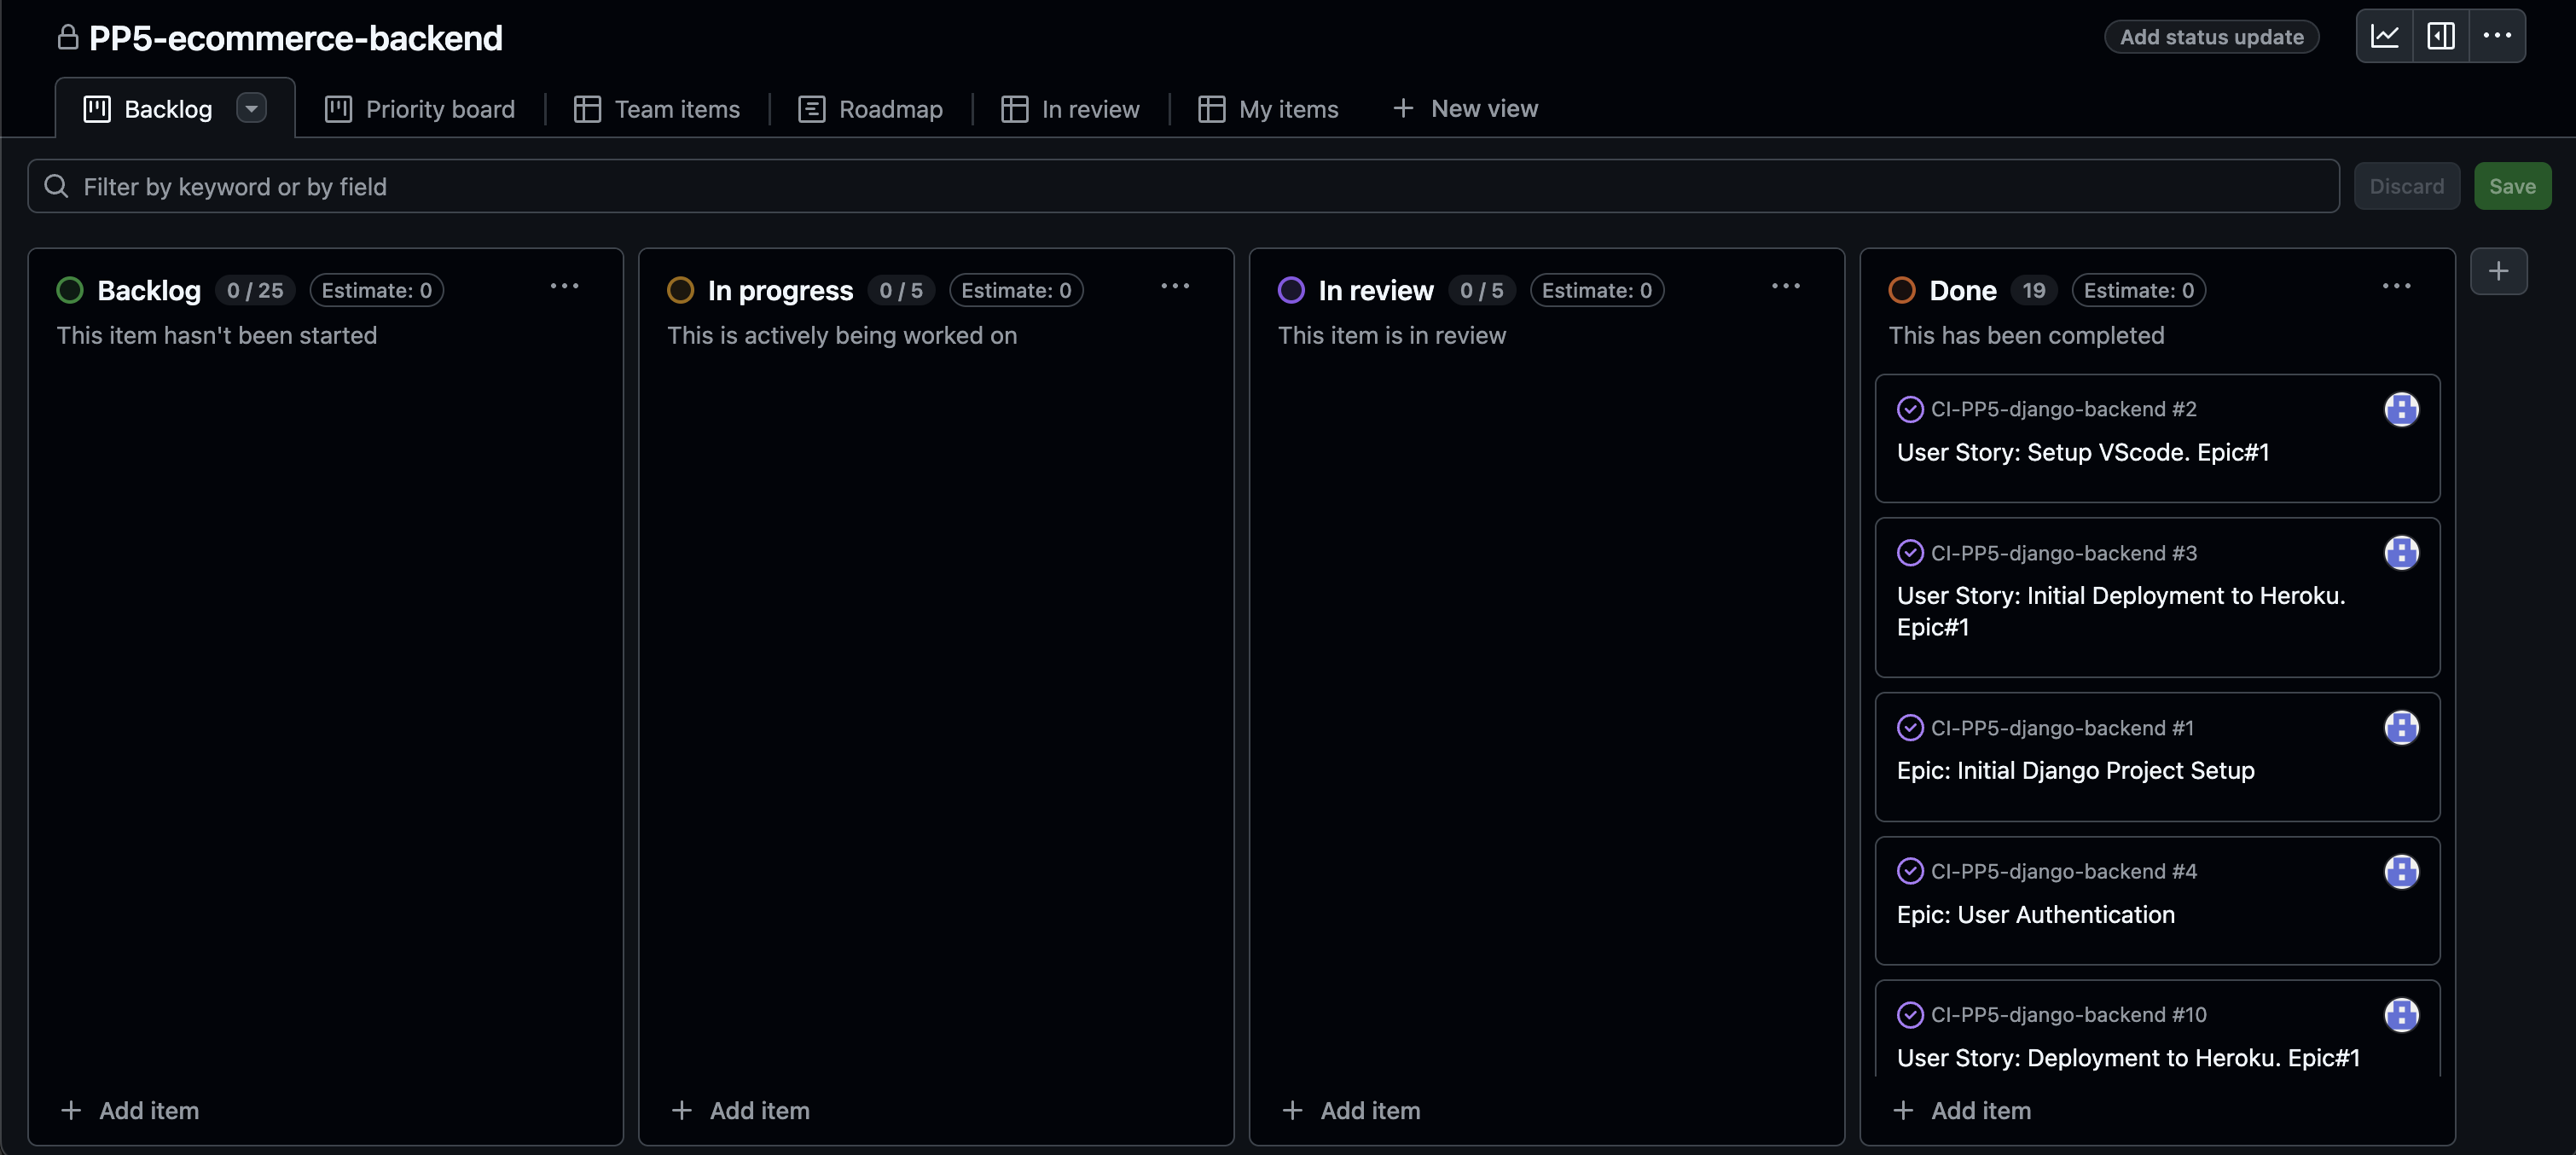 PP5-ecommerce-backend
Add status update
Backlog
Priority board
Team items
Roadmap
In review
My items
New view
Filter by keyword or by field
Discard
Save
Backlog 0 / 25 Estimate: 0
This item hasn't been started
Add item
In progress 0 / 5 Estimate: 0
This is actively being worked on
Add item
In review 0 / 5 Estimate: 0
This item is in review
Add item
Done 19 Estimate: 0
This has been completed
CI-PP5-django-backend #2
User Story: Setup VScode. Epic#1
CI-PP5-django-backend #3
User Story: Initial Deployment to Heroku.
Epic#1
CI-PP5-django-backend #1
Epic: Initial Django Project Setup
CI-PP5-django-backend #4
Epic: User Authentication
CI-PP5-django-backend #10
User Story: Deployment to Heroku. Epic#1
Add item